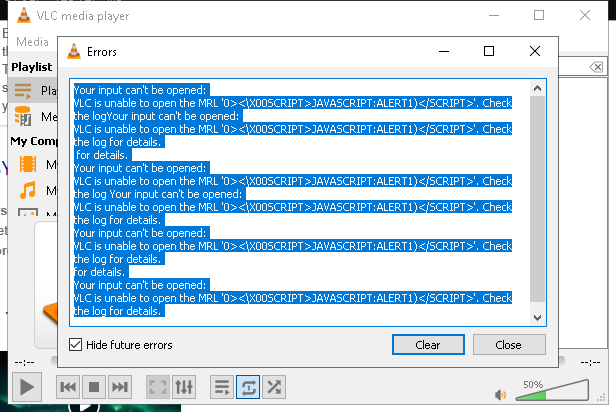 VLC media player
Media
Errors
Playlist
Pla
Me
My Comp
My
My
Your input can't be opened:
VLC is unable to open the MRL '0><\X00SCRIPT>JAVASCRIPT:ALERT1)</SCRIPT>'. Check
the logYour input can't be opened:
VLC is unable to open the MRL '0><\X00SCRIPT>JAVASCRIPT:ALERT1)</SCRIPT>'. Check
the log for details.
for details.
Your input can't be opened:
VLC is unable to open the MRL '0><\X00SCRIPT>JAVASCRIPT:ALERT1)</SCRIPT>'. Check
the log Your input can't be opened:
VLC is unable to open the MRL '0><\X00SCRIPT>JAVASCRIPT:ALERT1)</SCRIPT>'. Check
the log for details.
Your input can't be opened:
VLC is unable to open the MRL '0><\X00SCRIPT>JAVASCRIPT:ALERT1)</SCRIPT>'. Check
the log for details.
for details.
Your input can't be opened:
VLC is unable to open the MRL '0><\X00SCRIPT>JAVASCRIPT:ALERT1)</SCRIPT>'. Check
the log for details.
Hide future errors
Clear
Close
--:--
--:--
50%